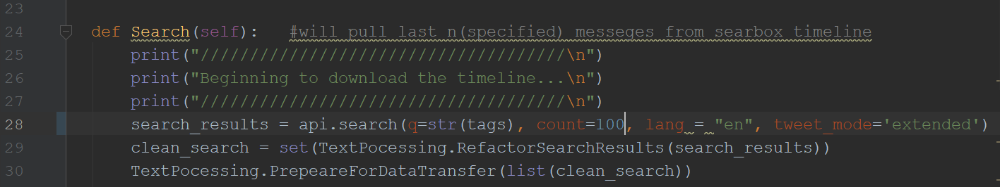 23
24 def Search(self): #will pull last n(specified) messeges from searbox timeline
25 print("/////////////////////////////////////\n")
26 print("Beginning to download the timeline...\n")
27 print("/////////////////////////////////////\n")
28 search_results = api.search(q=str(tags), count=100, lang = "en", tweet_mode='extended')
29 clean_search = set(TextPocessing.RefactorSearchResults(search_results))
30 TextPocessing.PrepeareForDataTransfer(list(clean_search))